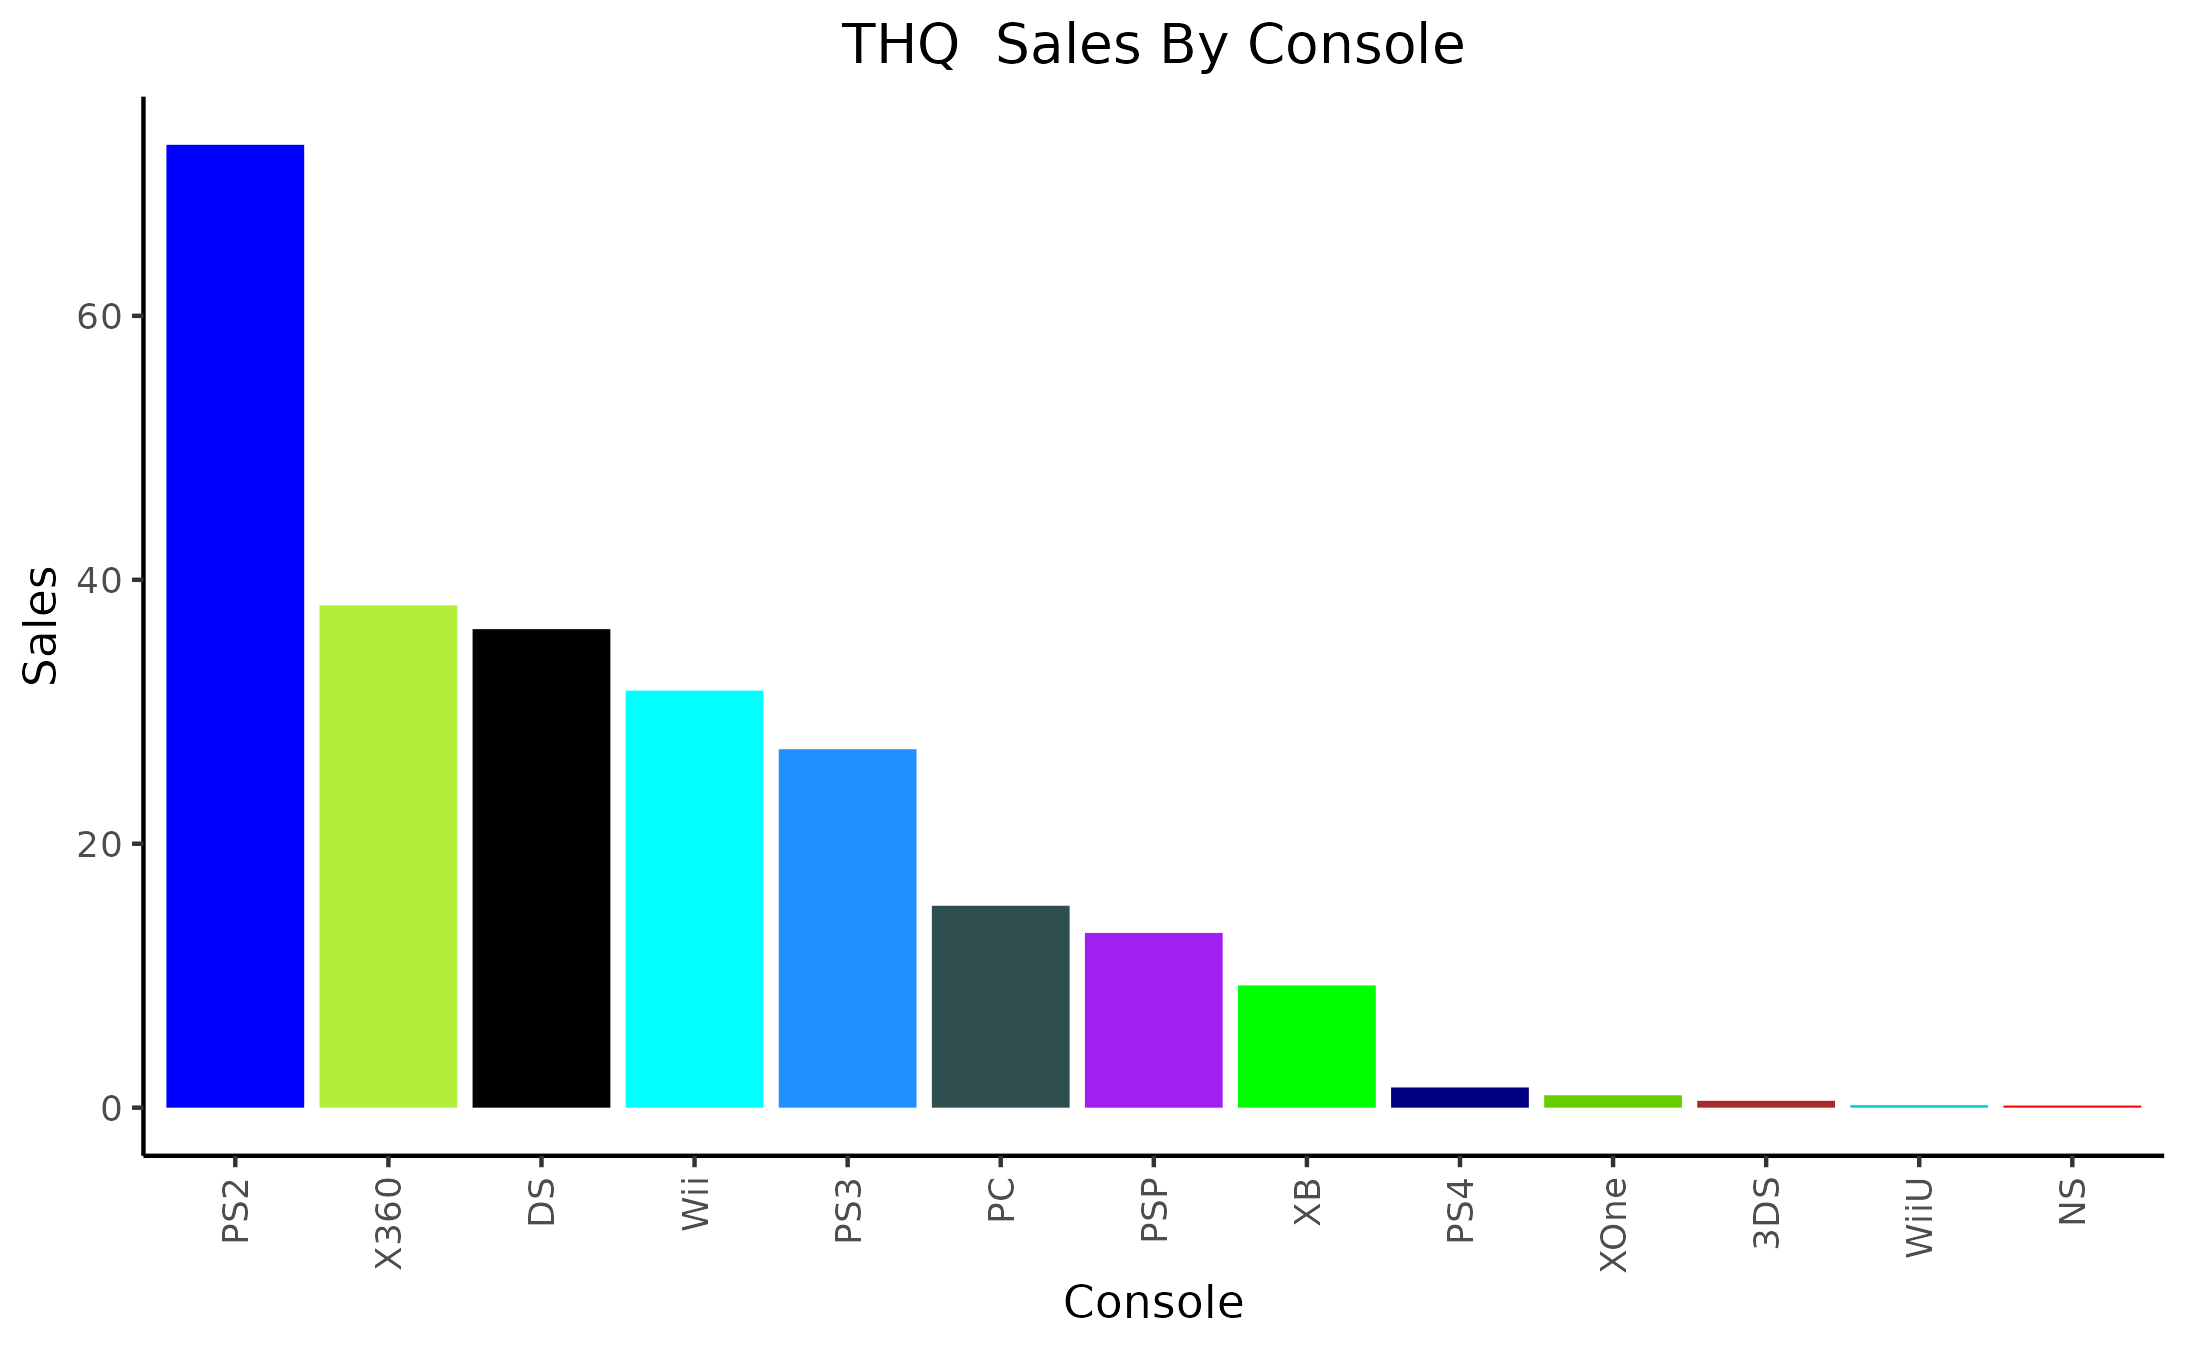 THQ  Sales By Console
Sales
60
40
20
0
PS2
X360
DS
Wii
PS3
PC
PSP
XB
PS4
XOne
3DS
WiiU
NS
Console